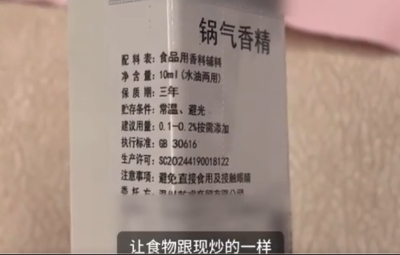 锅气香精
配 料 表：食品用香料辅料
净 含 量：10ml(水油两用)
保 质 期：三年
贮存条件：常温、避光
建议用量：0.1-0.2%按需添加
执行标准：GB 30616
生产许可：SC20244190018122
注意事项：避免直接食用及接触眼睛
委 托 方：
让食物跟现炒的一样